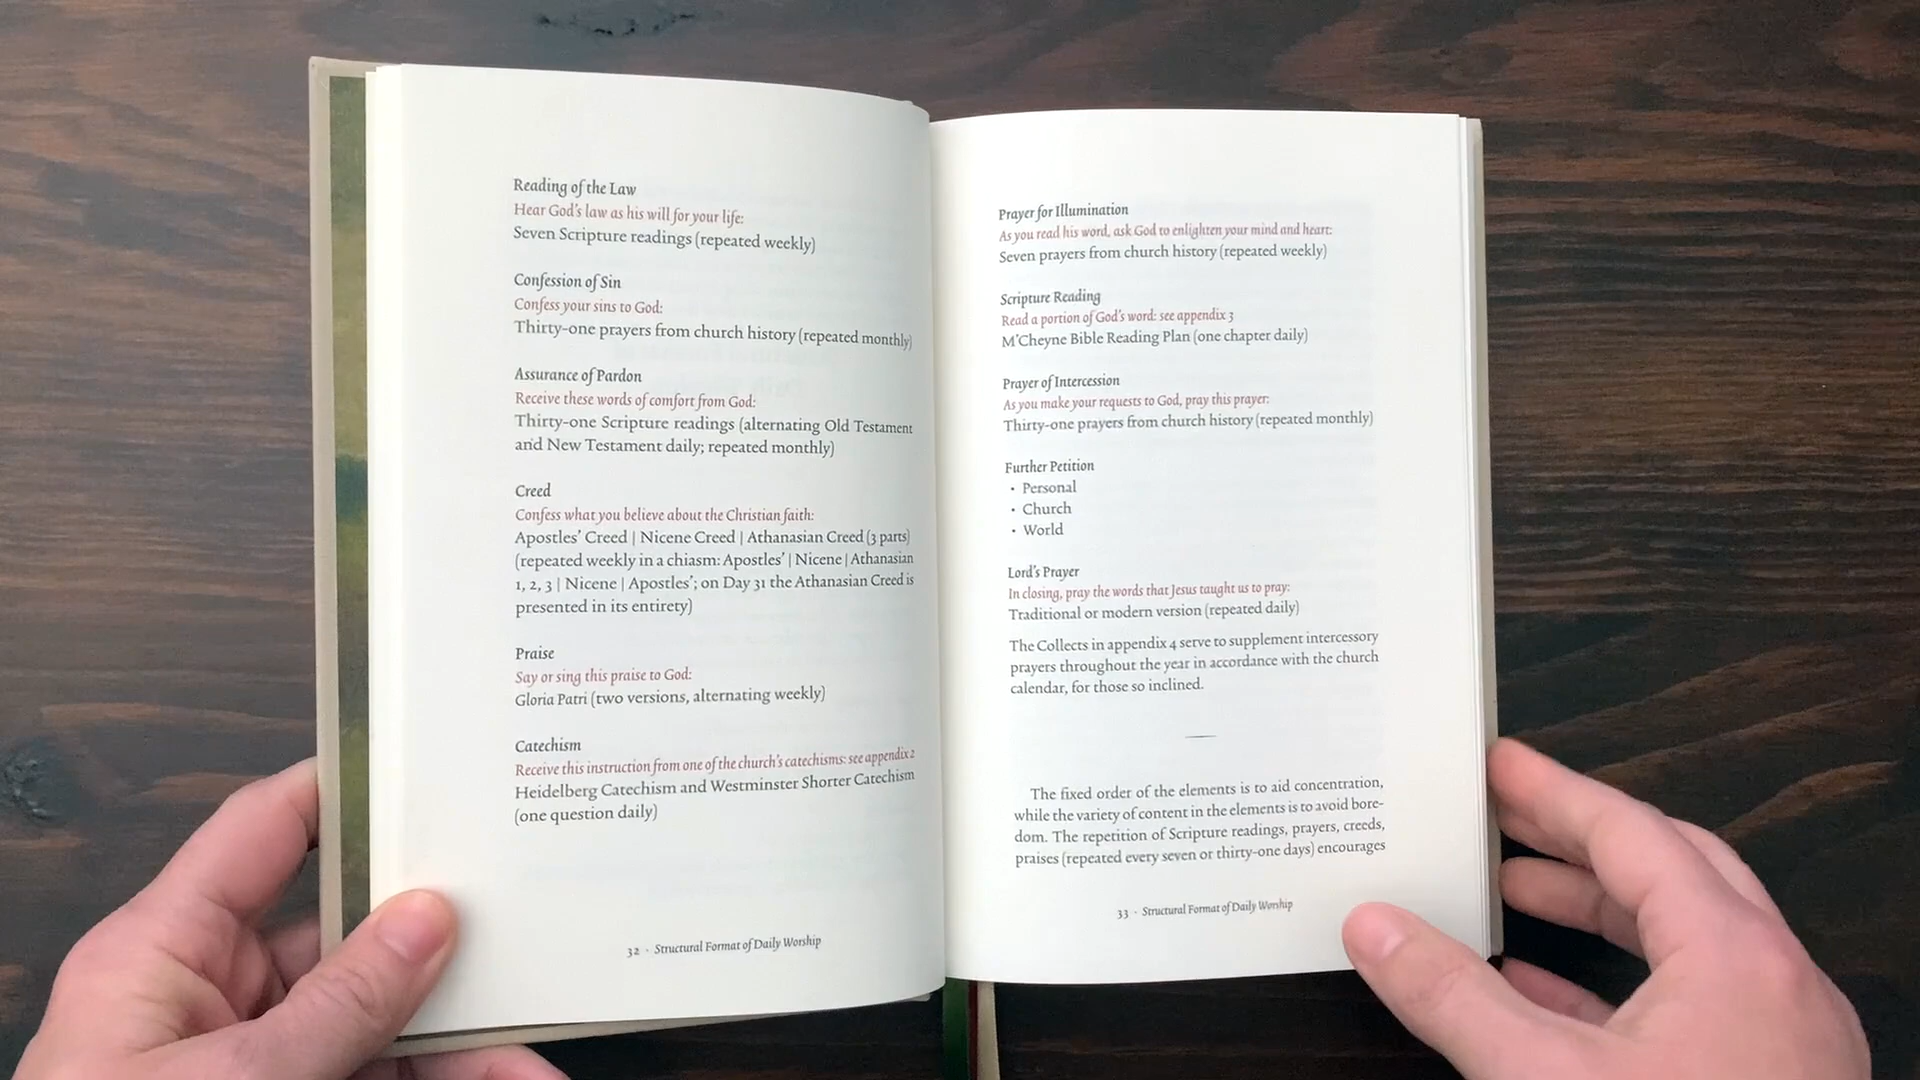 Reading of the Law
Hear God's law as his will for your life:
Seven Scripture readings (repeated weekly)
Confession of Sin
Confess your sins to God:
Thirty-one prayers from church history (repeated monthly)
Assurance of Pardon
Receive these words of comfort from God:
Thirty-one Scripture readings (alternating Old Testament
and New Testament daily; repeated monthly)
Creed
Confess what you believe about the Christian faith:
Apostles' Creed | Nicene Creed | Athanasian Creed (3 parts)
(repeated weekly in a chiasm: Apostles' | Nicene | Athanasian
1, 2, 3 | Nicene | Apostles'; on Day 31 the Athanasian Creed is
presented in its entirety)
Praise
Say or sing this praise to God:
Gloria Patri (two versions, alternating weekly)
Catechism
Receive this instruction from one of the church's catechisms: see appendix 2
Heidelberg Catechism and Westminster Shorter Catechism
(one question daily)
32 · Structural Format of Daily Worship
Prayer for Illumination
As you read his word, ask God to enlighten your mind and heart:
Seven prayers from church history (repeated weekly)
Scripture Reading
Read a portion of God's word: see appendix 3
M'Cheyne Bible Reading Plan (one chapter daily)
Prayer of Intercession
As you make your requests to God, pray this prayer:
Thirty-one prayers from church history (repeated monthly)
Further Petition
• Personal
• Church
• World
Lord's Prayer
In closing, pray the words that Jesus taught us to pray:
Traditional or modern version (repeated daily)
The Collects in appendix 4 serve to supplement intercessory
prayers throughout the year in accordance with the church
calendar, for those so inclined.
The fixed order of the elements is to aid concentration,
while the variety of content in the elements is to avoid bore-
dom. The repetition of Scripture readings, prayers, creeds,
praises (repeated every seven or thirty-one days) encourages
33 · Structural Format of Daily Worship